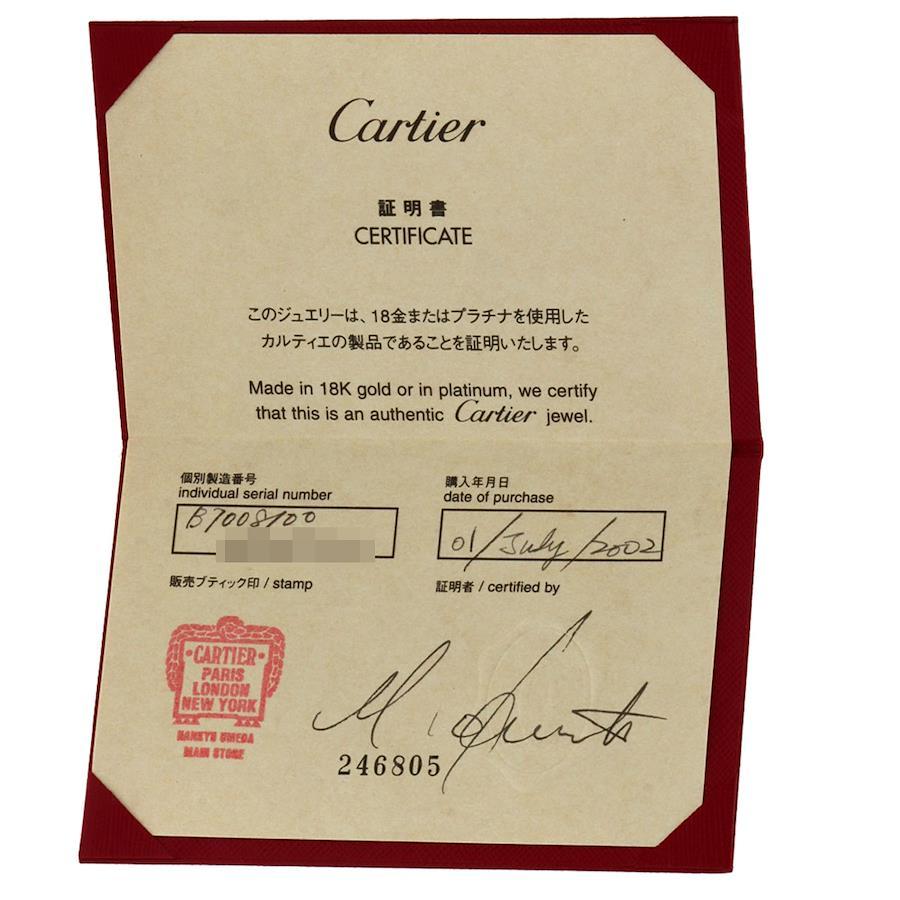 Cartier
証明書
CERTIFICATE
このジュエリーは、18金またはプラチナを使用した
カルティエの製品であることを証明いたします。
Made in 18K gold or in platinum, we certify
that this is an authentic Cartier jewel.
個別製造番号
individual serial number
B7008100
購入年月日
date of purchase
01/July/2002
販売ブティック印 / stamp
証明者 / certified by
•CARTIER•
PARIS
LONDON
NEW YORK
HANKYU UMEDA
MAIN STORE
246805